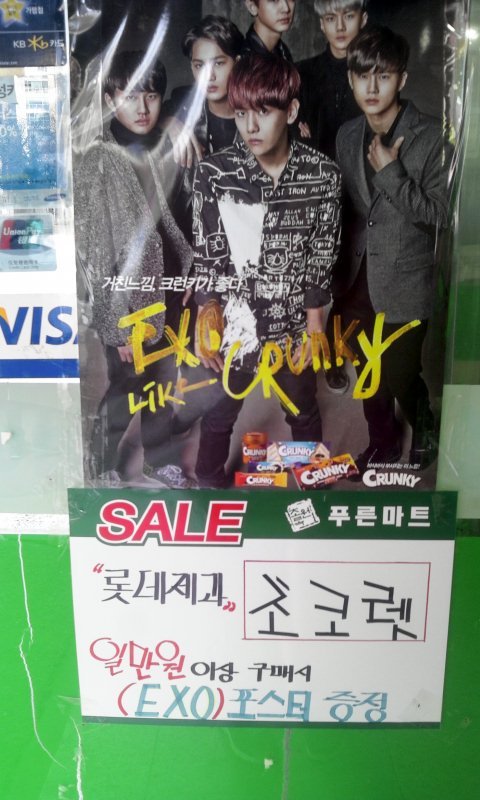 KB 카드
UnionPay
VISA
거친느낌, 크런키가 좋다.
EXO
LIKE CRUNKY
CRUNKY
CRUNKY
CRUNKY
CRUNKY
SALE
푸른마트
"롯데제과" 초코렛
일만원 이상 구매시
(EXO) 포스터 증정